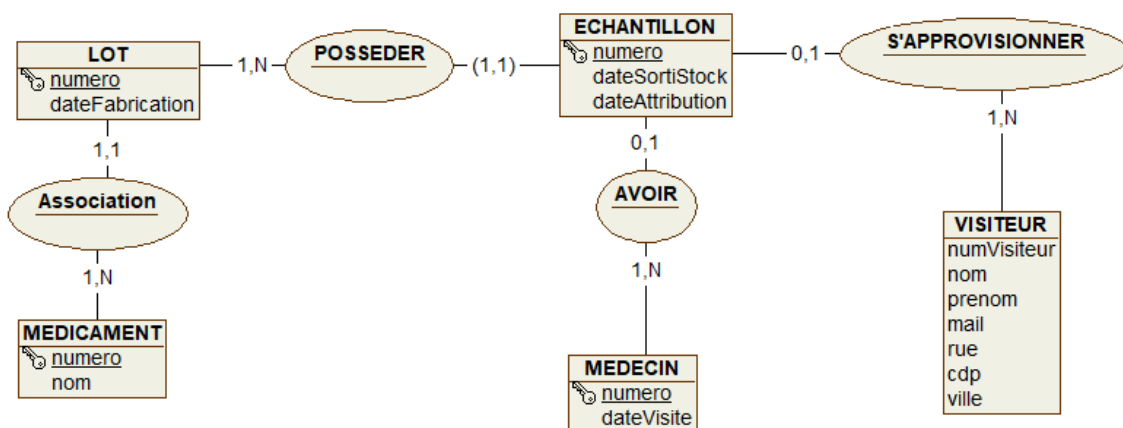 LOT
numero
dateFabrication
1,N
POSSEDER
(1,1)
ECHANTILLON
numero
dateSortiStock
dateAttribution
0,1
S'APPROVISIONNER
1,1
Association
1,N
MEDICAMENT
numero
nom
0,1
AVOIR
1,N
MEDECIN
numero
dateVisite
1,N
VISITEUR
numVisiteur
nom
prenom
mail
rue
cdp
ville